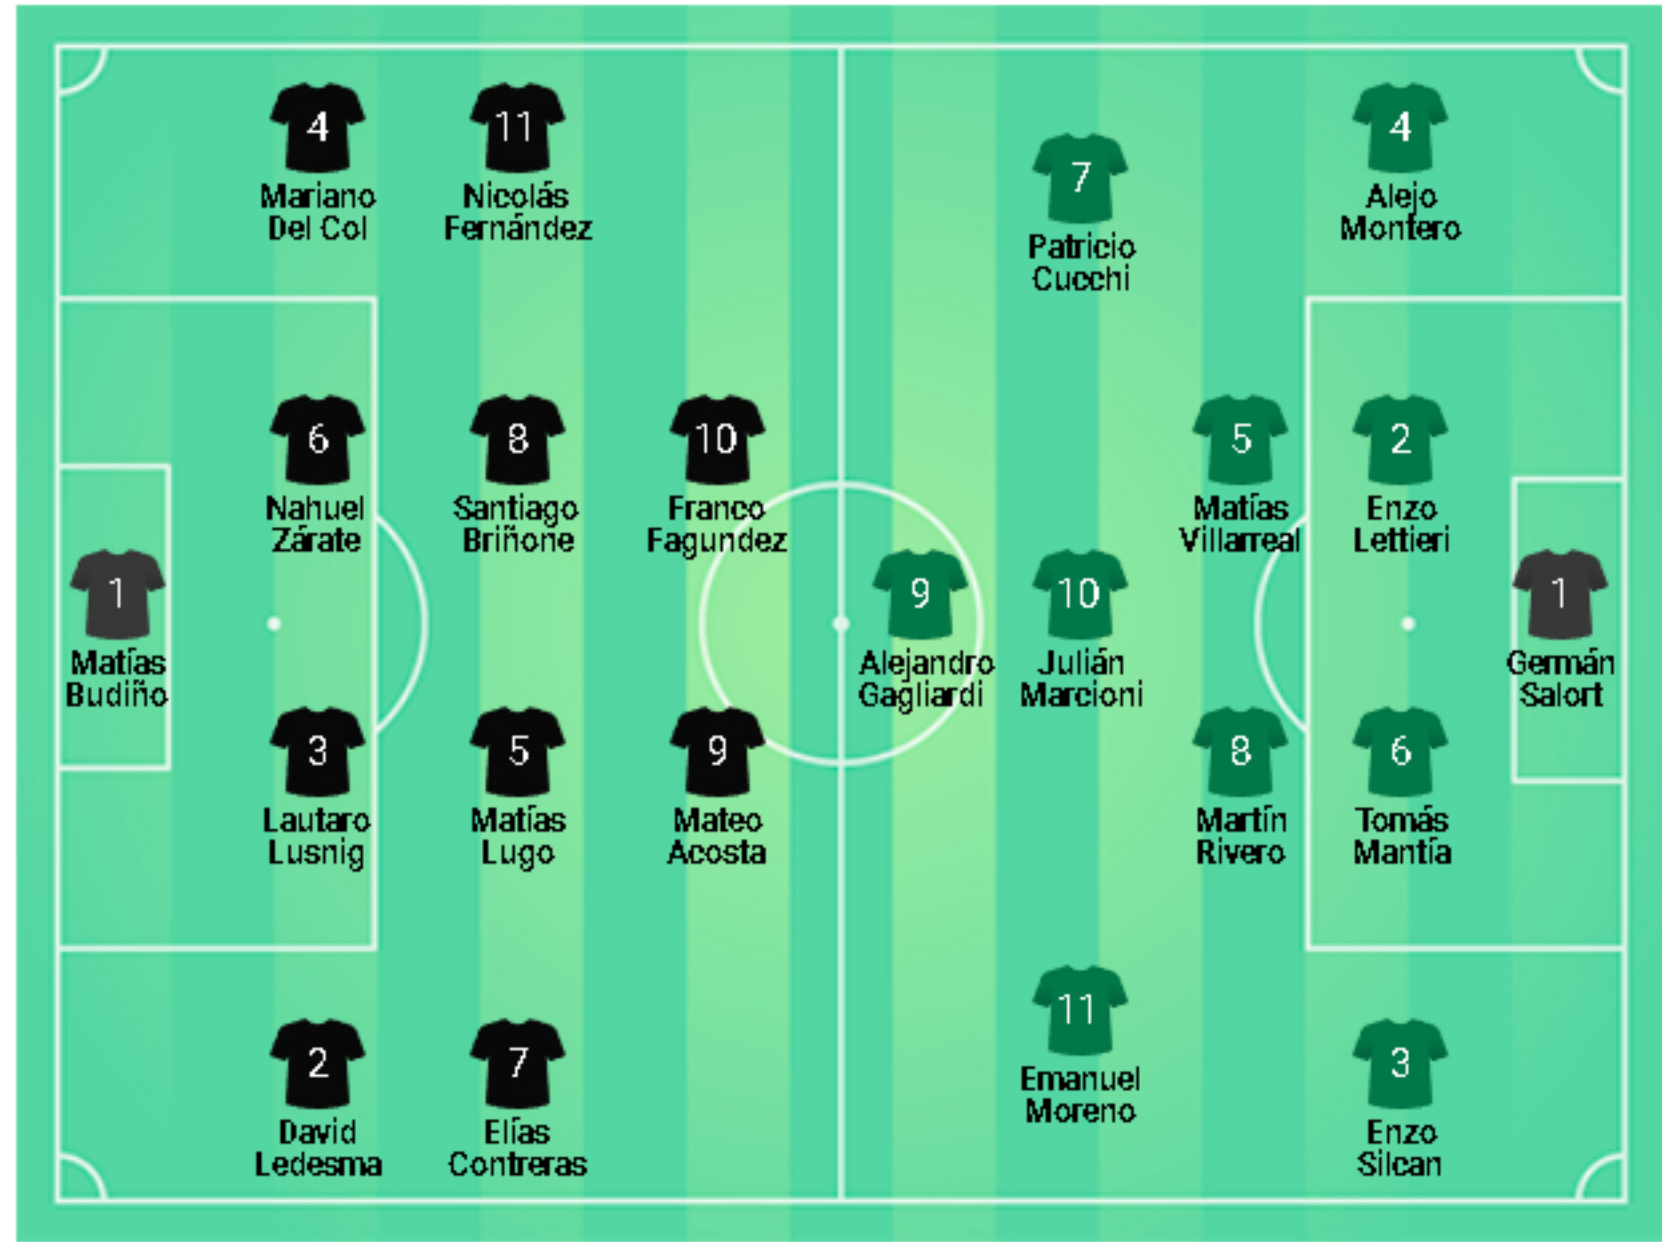 4
Mariano
Del Col
11
Nicolás
Fernández
7
Patricio
Cucchi
4
Alejo
Montero
6
Nahuel
Zárate
8
Santiago
Briñone
10
Franco
Fagundez
5
Matías
Villarreal
2
Enzo
Lettieri
1
Matías
Budiño
9
Alejandro
Gagliardi
10
Julián
Marcioni
1
Germán
Salort
3
Lautaro
Lusnig
5
Matías
Lugo
9
Mateo
Acosta
8
Martín
Rivero
6
Tomás
Mantía
2
David
Ledesma
7
Elías
Contreras
11
Emanuel
Moreno
3
Enzo
Silcan